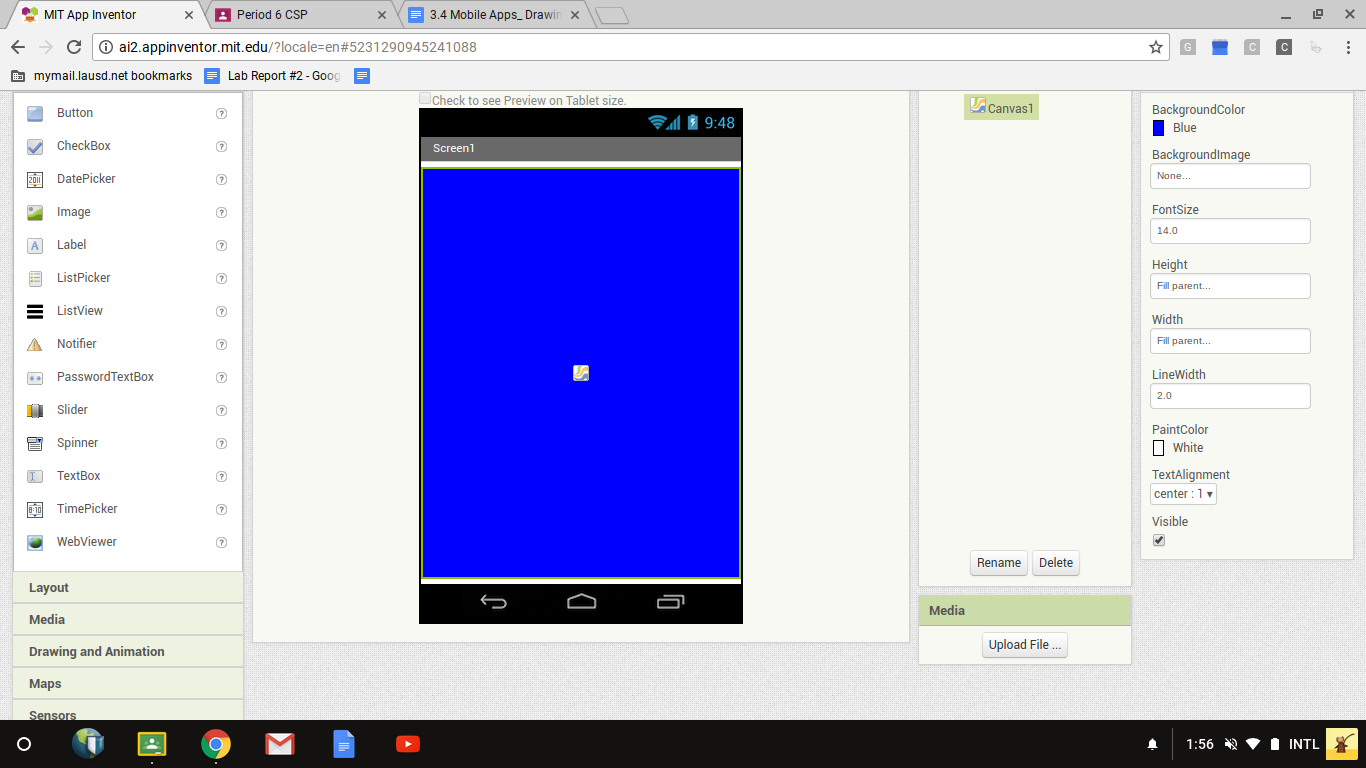 MIT App Inventor
Period 6 CSP
3.4 Mobile Apps_ Drawin
ai2.appinventor.mit.edu/?locale=en#5231290945241088
mymail.lausd.net bookmarks
Lab Report #2 - Goog
Button
CheckBox
DatePicker
Image
Label
ListPicker
ListView
Notifier
PasswordTextBox
Slider
Spinner
TextBox
TimePicker
WebViewer
Layout
Media
Drawing and Animation
Maps
Sensors
Check to see Preview on Tablet size.
9:48
Screen1
Canvas1
Rename
Delete
Media
Upload File ...
BackgroundColor
Blue
BackgroundImage
None...
FontSize
14.0
Height
Fill parent...
Width
Fill parent...
LineWidth
2.0
PaintColor
White
TextAlignment
center : 1
Visible
1:56
INTL